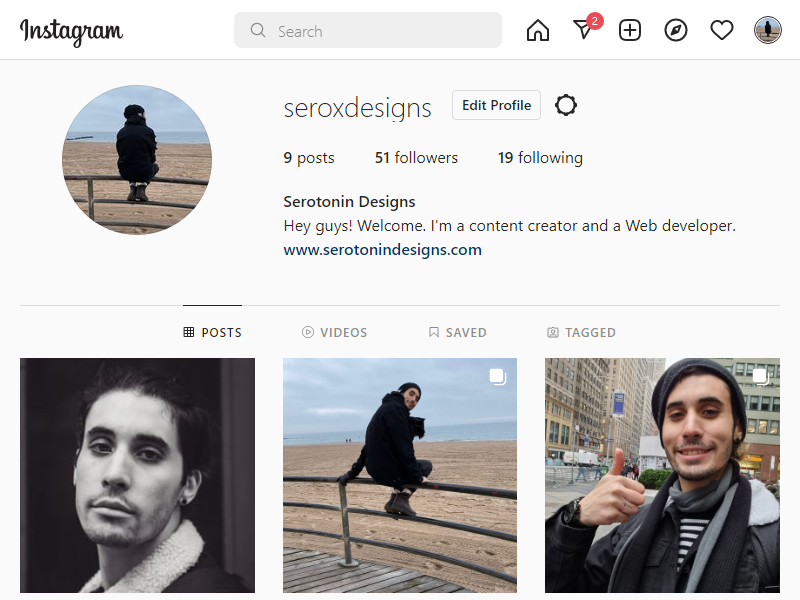 Instagram
Search
2
seroxdesigns
Edit Profile
9 posts 51 followers 19 following
Serotonin Designs
Hey guys! Welcome. I'm a content creator and a Web developer.
www.serotonindesigns.com
POSTS VIDEOS SAVED TAGGED